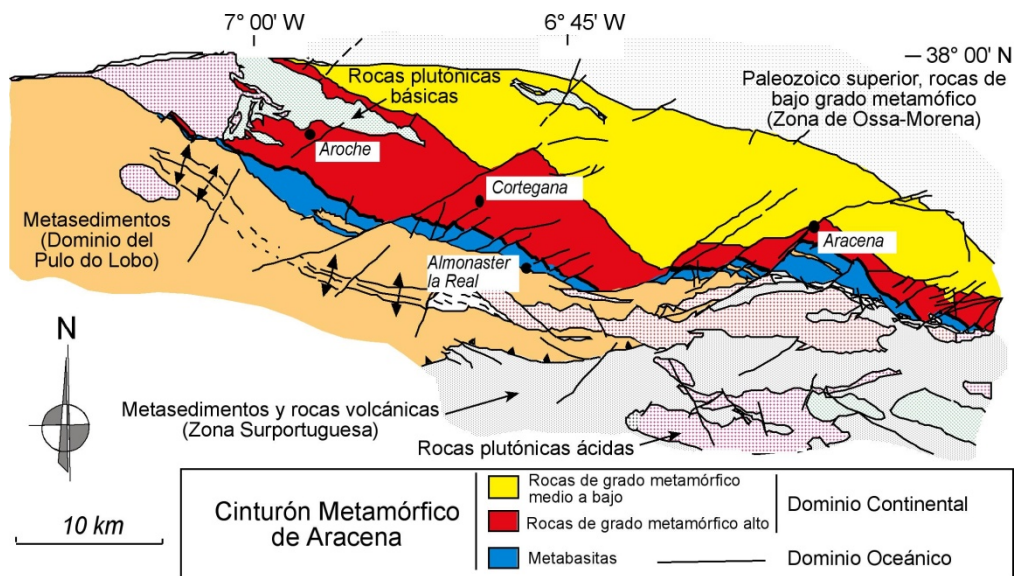 7° 00' W
6° 45' W
38° 00' N
Rocas plutónicas
básicas
Paleozoico superior, rocas de
bajo grado metamófico
(Zona de Ossa-Morena)
Aroche
Cortegana
Aracena
Metasedimentos
(Dominio del
Pulo do Lobo)
Almonaster
la Real
N
Metasedimentos y rocas volcánicas
(Zona Surportuguesa)
Rocas plutónicas ácidas
10 km
Cinturón Metamórfico
de Aracena
Rocas de grado metamórfico
medio a bajo
Rocas de grado metamórfico alto
Dominio Continental
Metabasitas
Dominio Oceánico